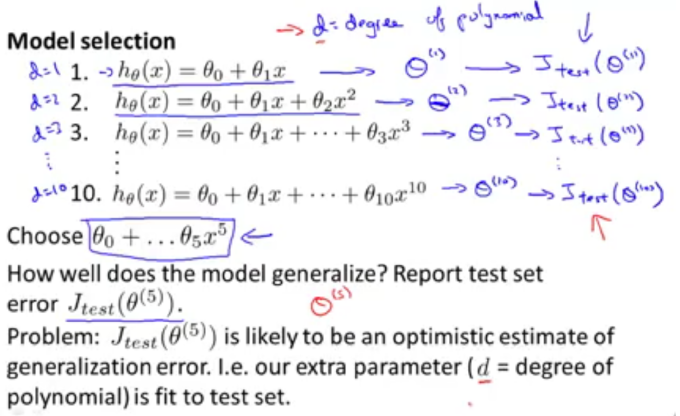 → d = degree of polynomial
Model selection
d=1 1. → hθ(x) = θ0 + θ1x → Θ(1) → Jtest(Θ(1))
d=2 2. hθ(x) = θ0 + θ1x + θ2x² → Θ(2) → Jtest(Θ(2))
d=3 3. hθ(x) = θ0 + θ1x + ⋯ + θ3x³ → Θ(3) → Jtest(Θ(3))
⋮ ⋮ ⋮
d=10 10. hθ(x) = θ0 + θ1x + ⋯ + θ10x¹⁰ → Θ(10) → Jtest(Θ(10))
Choose θ0 + … θ5x⁵ ←
How well does the model generalize? Report test set
error Jtest(θ(5)). Θ(5)
Problem: Jtest(θ(5)) is likely to be an optimistic estimate of
generalization error. I.e. our extra parameter (d = degree of
polynomial) is fit to test set.